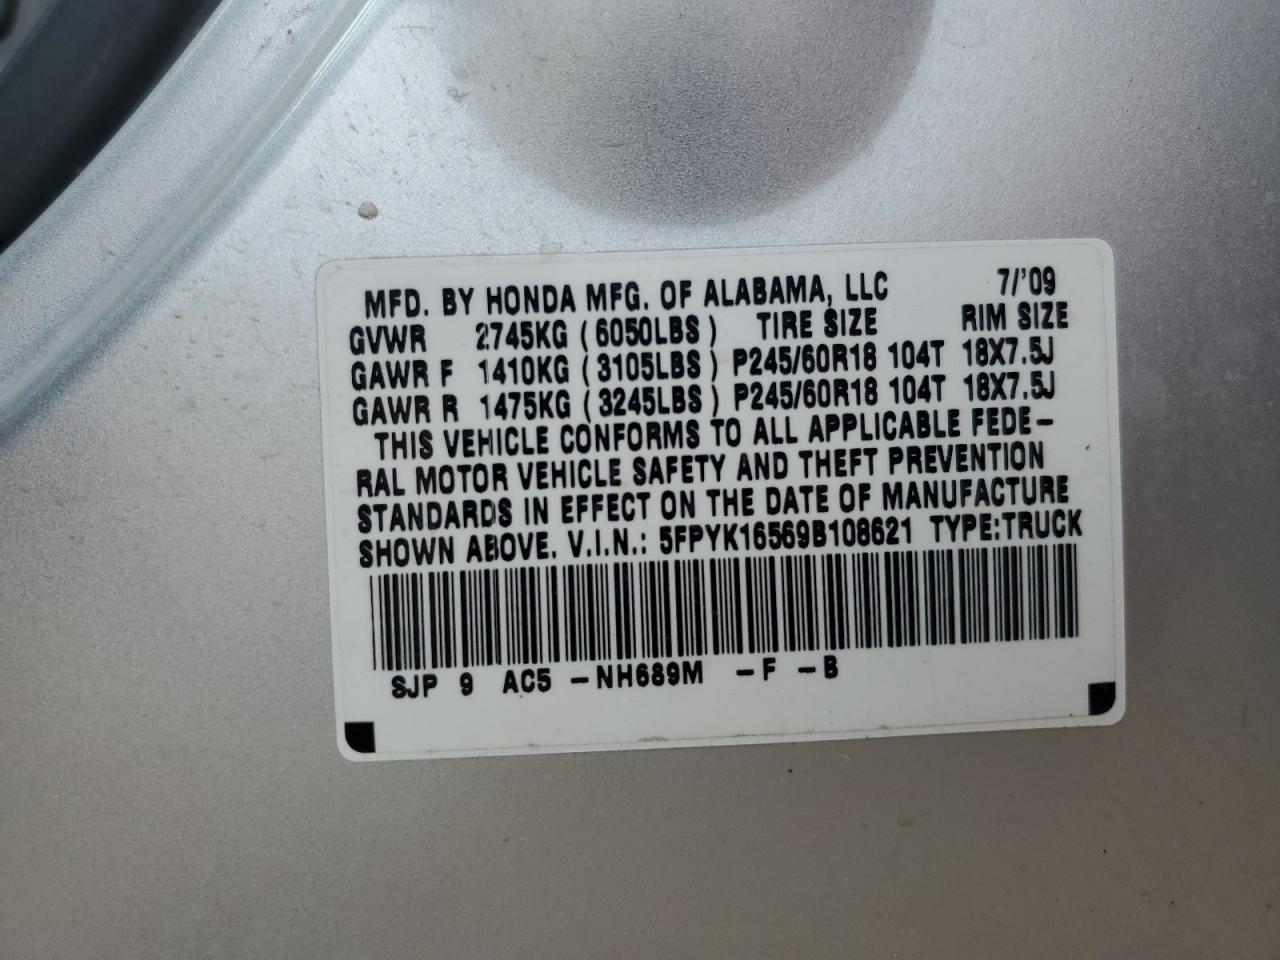 MFD. BY HONDA MFG. OF ALABAMA, LLC 7/'09
GVWR 2745KG (6050LBS) TIRE SIZE RIM SIZE
GAWR F 1410KG (3105LBS) P245/60R18 104T 18X7.5J
GAWR R 1475KG (3245LBS) P245/60R18 104T 18X7.5J
THIS VEHICLE CONFORMS TO ALL APPLICABLE FEDE-
RAL MOTOR VEHICLE SAFETY AND THEFT PREVENTION
STANDARDS IN EFFECT ON THE DATE OF MANUFACTURE
SHOWN ABOVE. V.I.N.: 5FPYK16569B108621 TYPE:TRUCK
SJP 9 AC5 -NH689M -F -B